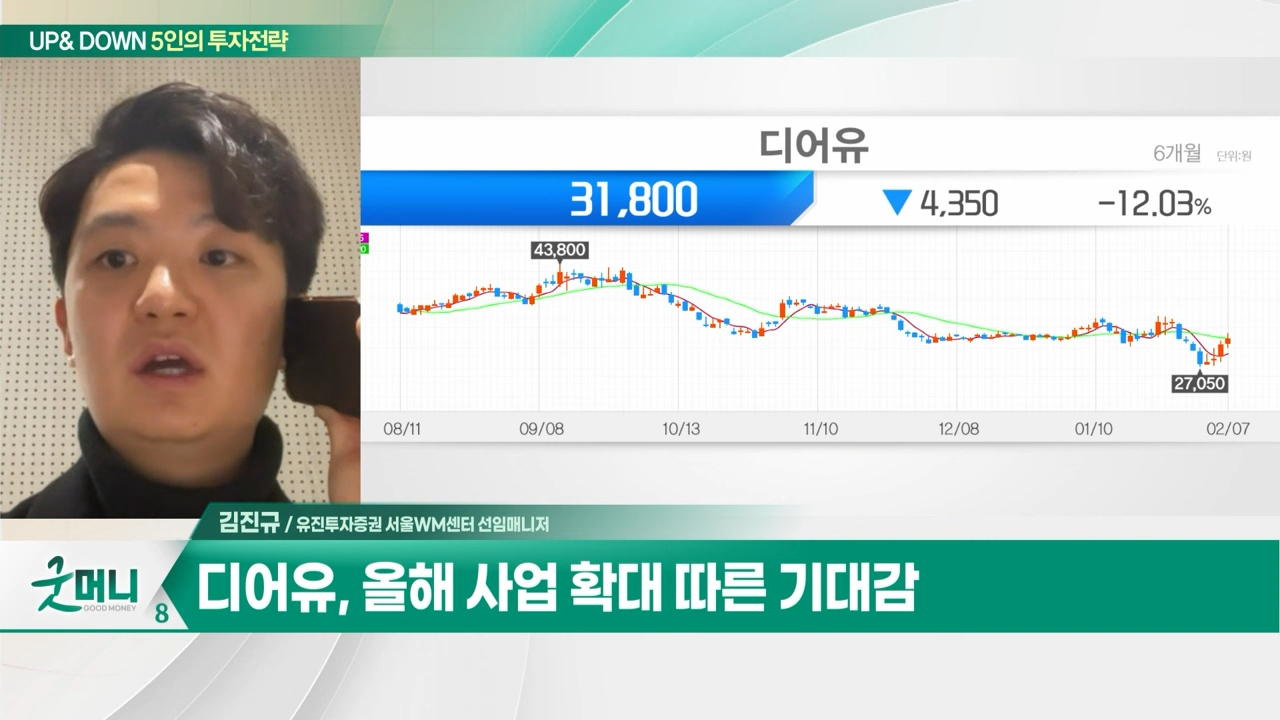 UP& DOWN 5인의 투자전략
디어유
6개월 단위:원
31,800 ▼ 4,350 -12.03%
43,800
27,050
08/11 09/08 10/13 11/10 12/08 01/10 02/07
김진규 / 유진투자증권 서울WM센터 선임매니저
굿머니
GOOD MONEY
8
디어유, 올해 사업 확대 따른 기대감